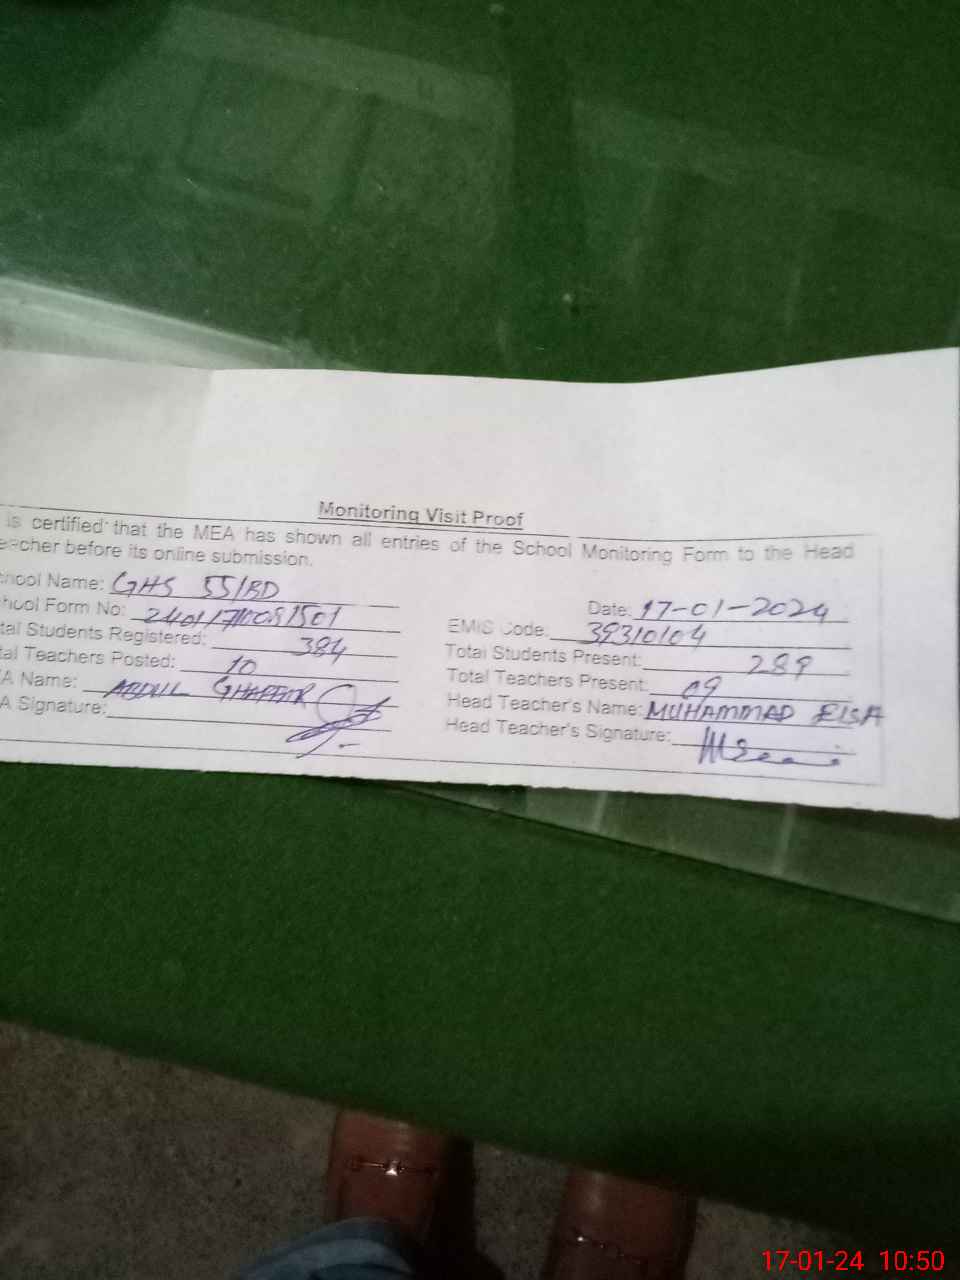 Monitoring Visit Proof
is certified that the MEA has shown all entries of the School Monitoring Form to the Head
eacher before its online submission.
Date: 17-01-2024
hool Name: GHS 55/BD
EMIS Code: 39310104
hool Form No:
Total Students Present: 289
tal Students Registered: 384
Total Teachers Present: 09
tal Teachers Posted: 10
Head Teacher's Name: MUHAMMAD EISA
A Name: ABDUL GHAFFAR
Head Teacher's Signature:
A Signature:
17-01-24 10:50